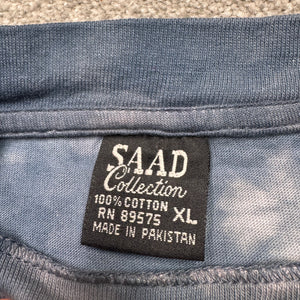 SAAD
Collection
100% COTTON
RN 89575 XL
MADE IN PAKISTAN